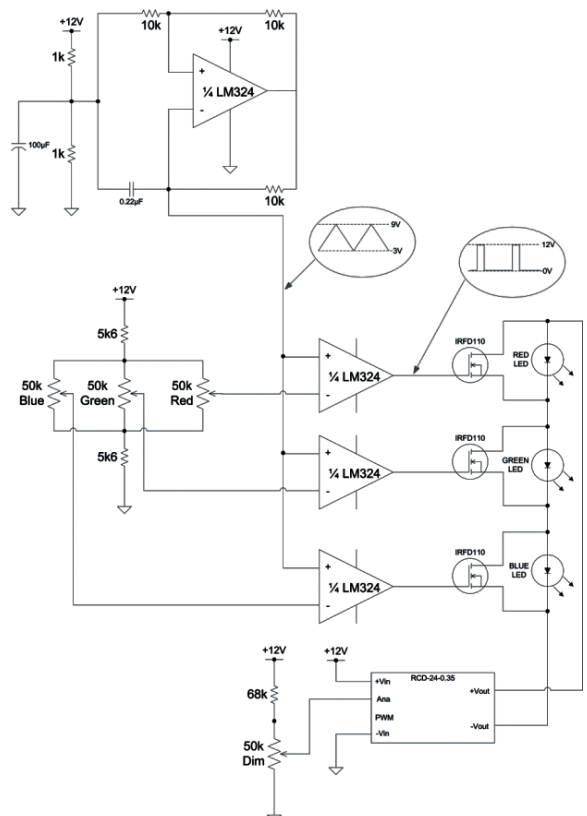 +12V
10k
10k
+12V
1k
+
¼ LM324
-
100µF
1k
0.22µF
10k
9V
3V
12V
0V
+12V
5k6
50k
Blue
50k
Green
50k
Red
5k6
+
¼ LM324
-
IRFD110
RED
LED
+
¼ LM324
-
IRFD110
GREEN
LED
+
¼ LM324
-
IRFD110
BLUE
LED
+12V
68k
50k
Dim
+12V
RCD-24-0.35
+Vin
Ana
PWM
-Vin
+Vout
-Vout